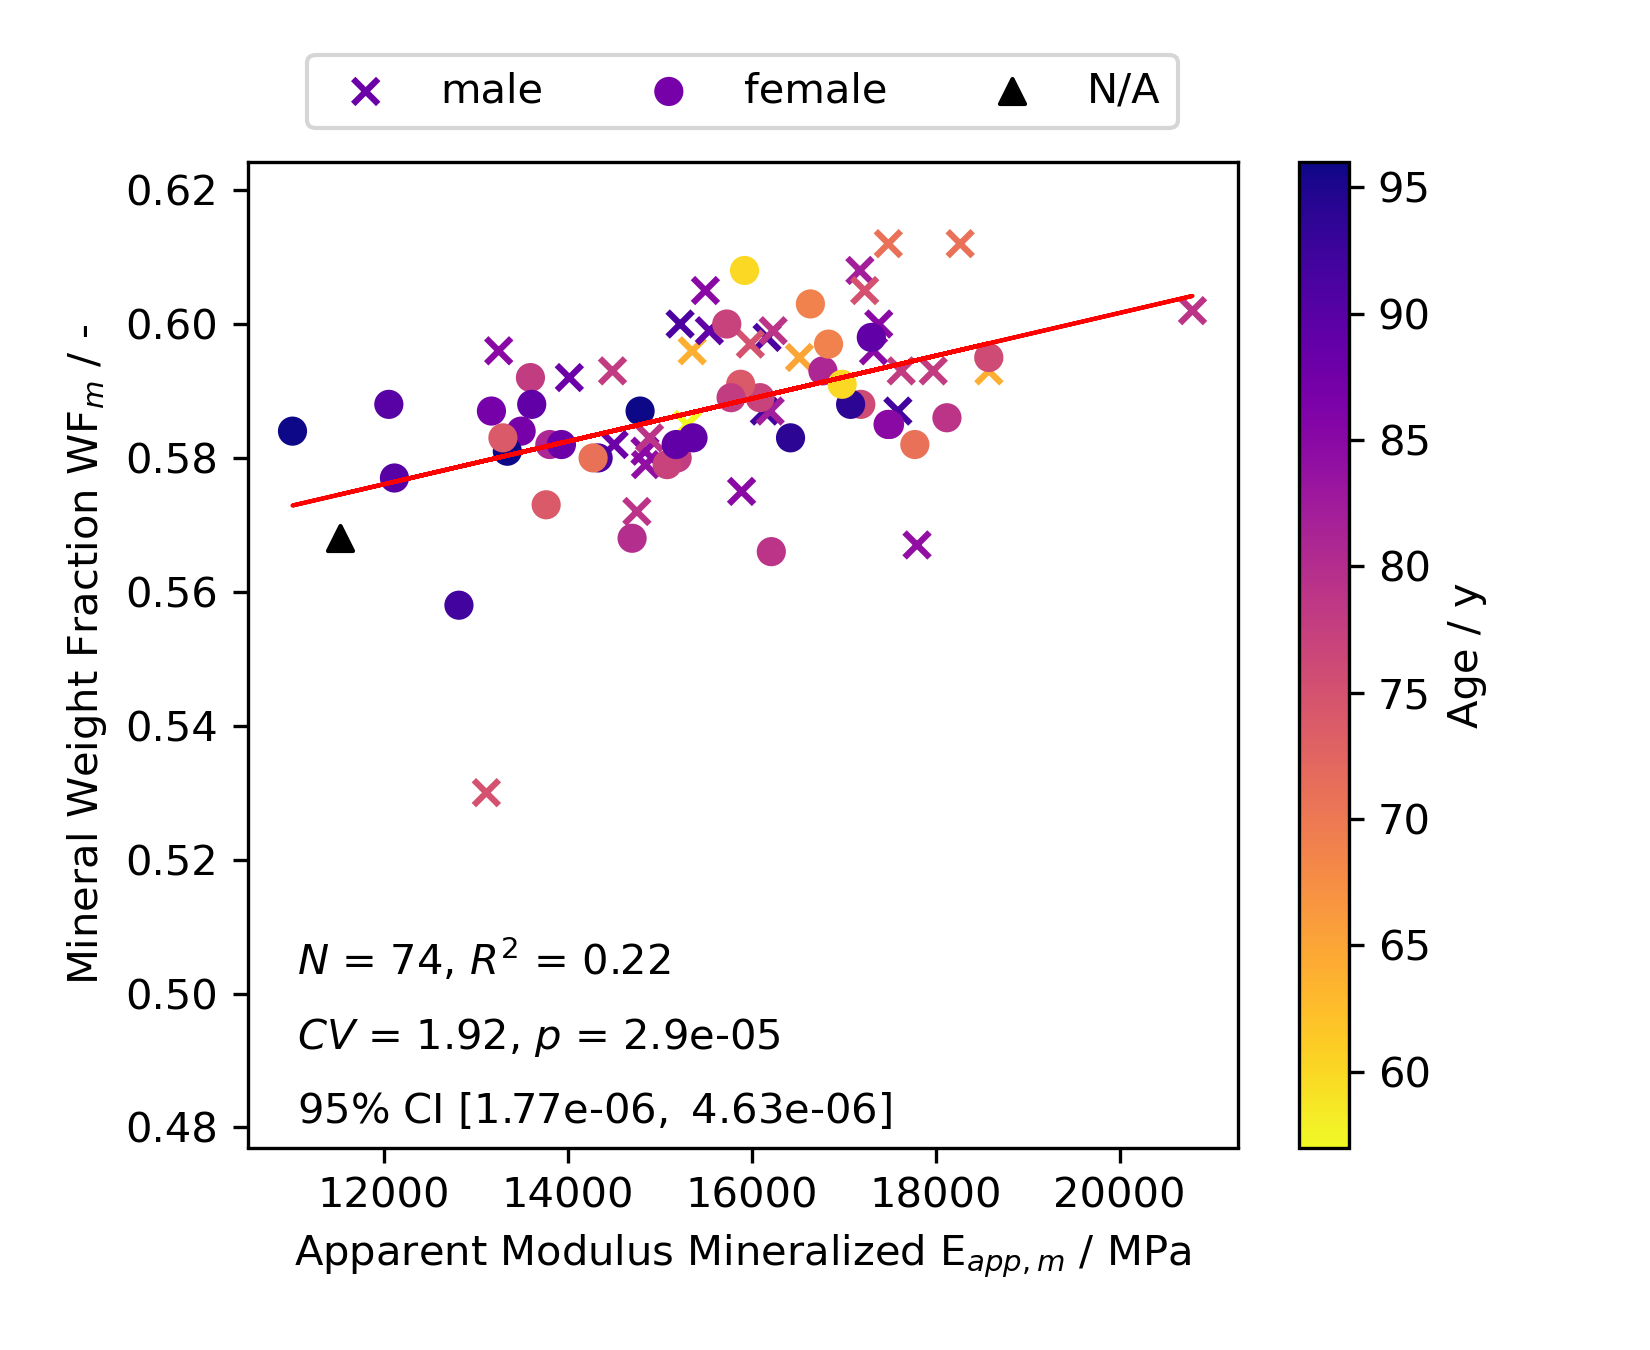 male female N/A
0.62
0.60
0.58
0.56
0.54
0.52
0.50
0.48
Mineral Weight Fraction WFₘ / -
N = 74, R² = 0.22
CV = 1.92, p = 2.9e-05
95% CI [1.77e-06, 4.63e-06]
12000 14000 16000 18000 20000
Apparent Modulus Mineralized E_app,m / MPa
95
90
85
80
75
70
65
60
Age / y